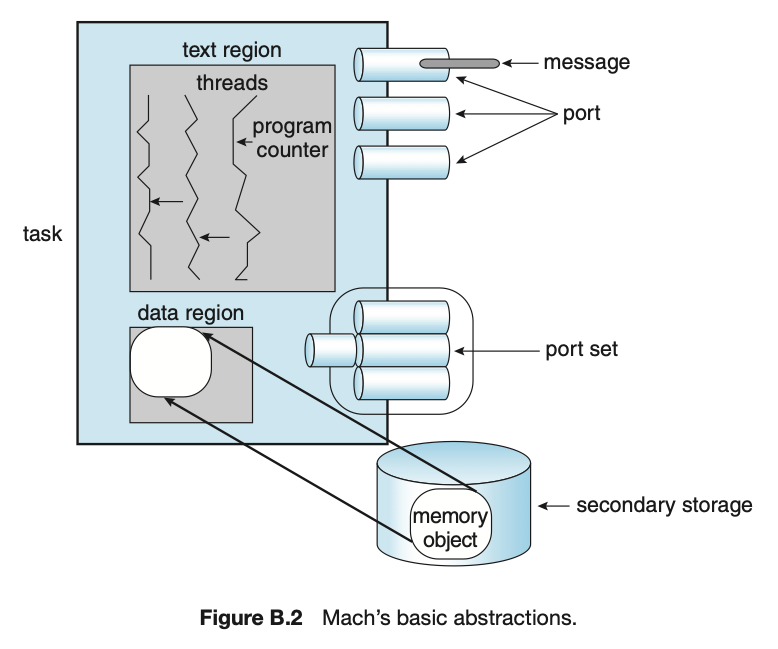 text region
threads
program
counter
message
port
task
data region
port set
memory
object
secondary storage
Figure B.2 Mach's basic abstractions.